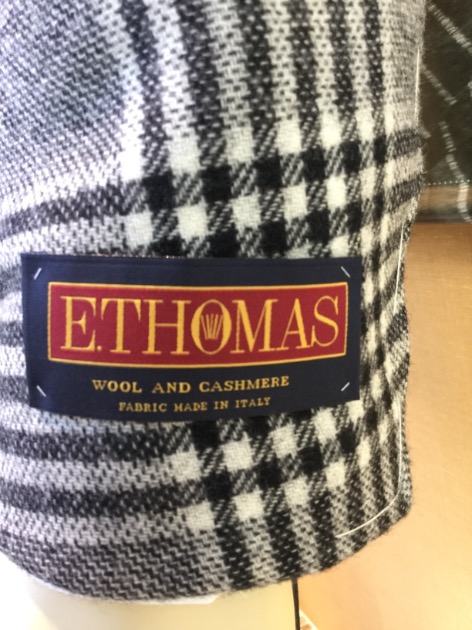 E.THOMAS
WOOL AND CASHMERE
FABRIC MADE IN ITALY